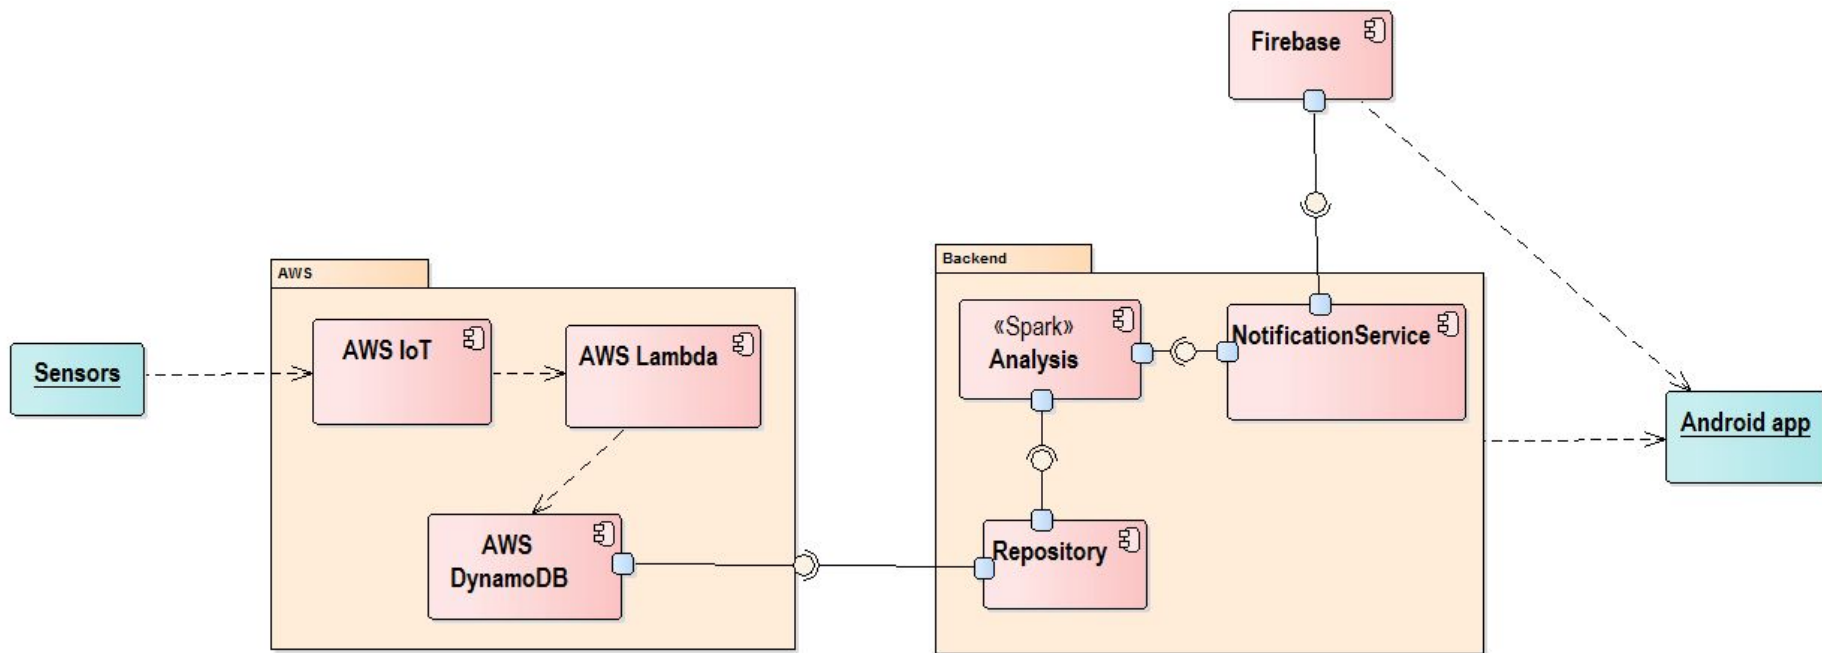 Firebase
AWS
Backend
Sensors
AWS IoT
AWS Lambda
«Spark»
Analysis
NotificationService
Android app
AWS
DynamoDB
Repository